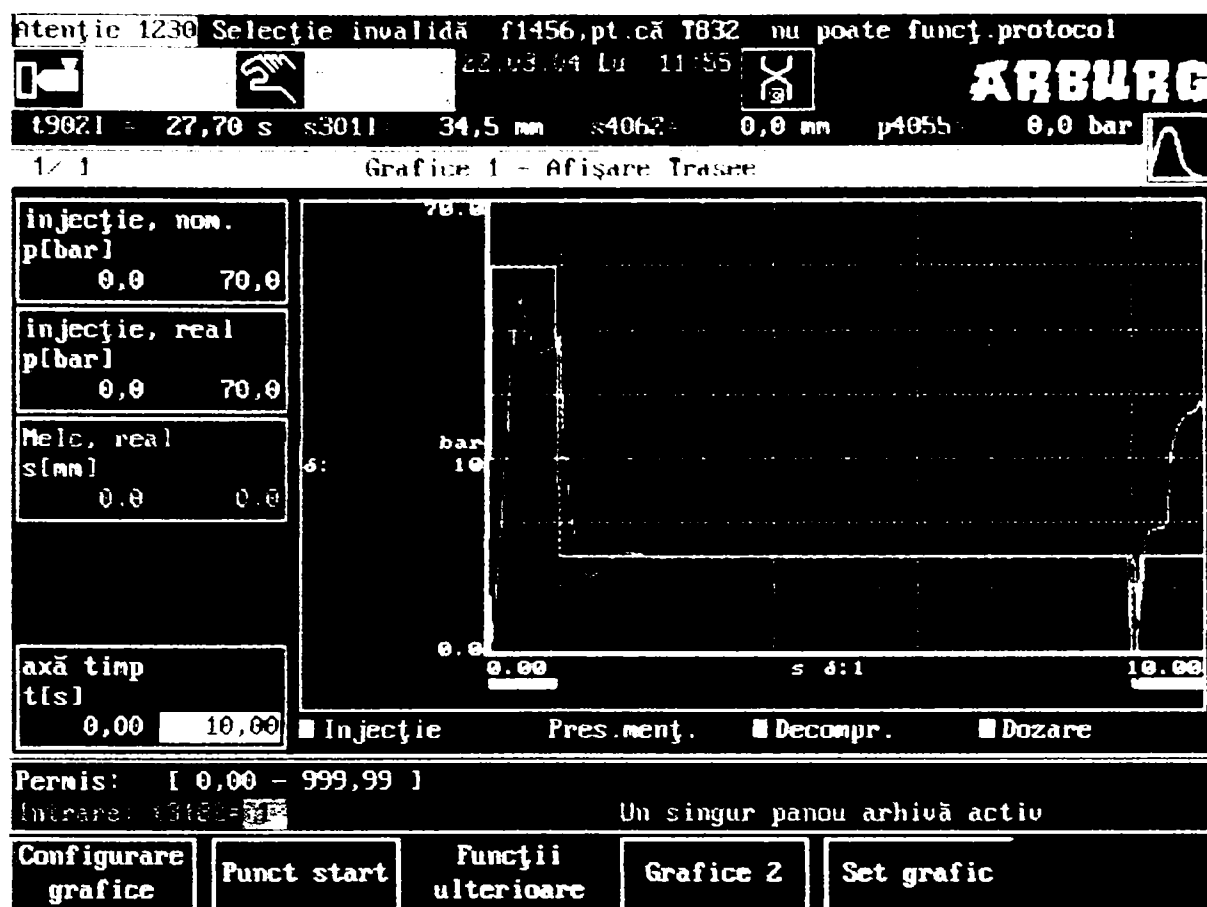 Atenţie 1230 Selecţie invalidă f1456,pt.că T832 nu poate funcţ.protocol
22.03.04 Lu 11:55
ARBURG
t9021 = 27,70 s s3011= 34,5 mm s4062= 0,0 mm p4055= 0,0 bar
1/ 1 Grafice 1 - Afişare Trasee
injecţie, nom.
p[bar]
0,0 70,0
injecţie, real
p[bar]
0,0 70,0
Melc, real
s[mm]
0.0 0.0
axă timp
t[s]
0,00 10,00
70.0
bar
δ: 10
0.0
0.00 s δ:1 10.00
Injecţie Pres.menţ. Decompr. Dozare
Permis: [ 0,00 - 999,99 ]
Intrare: Un singur panou arhivă activ
Configurare grafice
Punct start
Funcţii ulterioare
Grafice 2
Set grafic